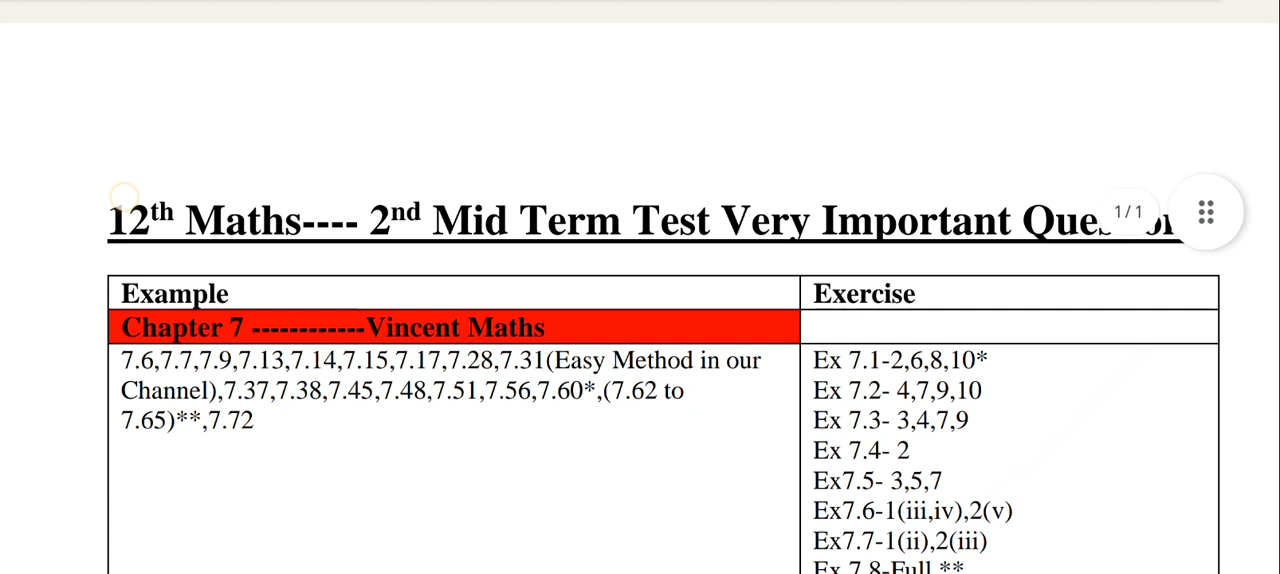 12th Maths---- 2nd Mid Term Test Very Important
1/1
Example
Exercise
Chapter 7 ------------Vincent Maths
7.6,7.7,7.9,7.13,7.14,7.15,7.17,7.28,7.31(Easy Method in our
Channel),7.37,7.38,7.45,7.48,7.51,7.56,7.60*,(7.62 to
7.65)**,7.72
Ex 7.1-2,6,8,10*
Ex 7.2- 4,7,9,10
Ex 7.3- 3,4,7,9
Ex 7.4- 2
Ex7.5- 3,5,7
Ex7.6-1(iii,iv),2(v)
Ex7.7-1(ii),2(iii)
Ex 7.8-Full **